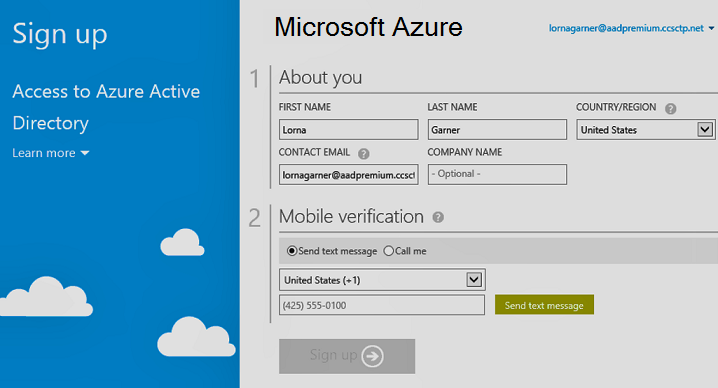 Sign up
Access to Azure Active
Directory
Learn more
Microsoft Azure
lornagarner@aadpremium.ccsctp.net
1 About you
FIRST NAME LAST NAME COUNTRY/REGION ?
Lorna Garner United States
CONTACT EMAIL ? COMPANY NAME
lornagarner@aadpremium.ccsct - Optional -
2 Mobile verification ?
Send text message Call me
United States (+1)
(425) 555-0100 Send text message
Sign up